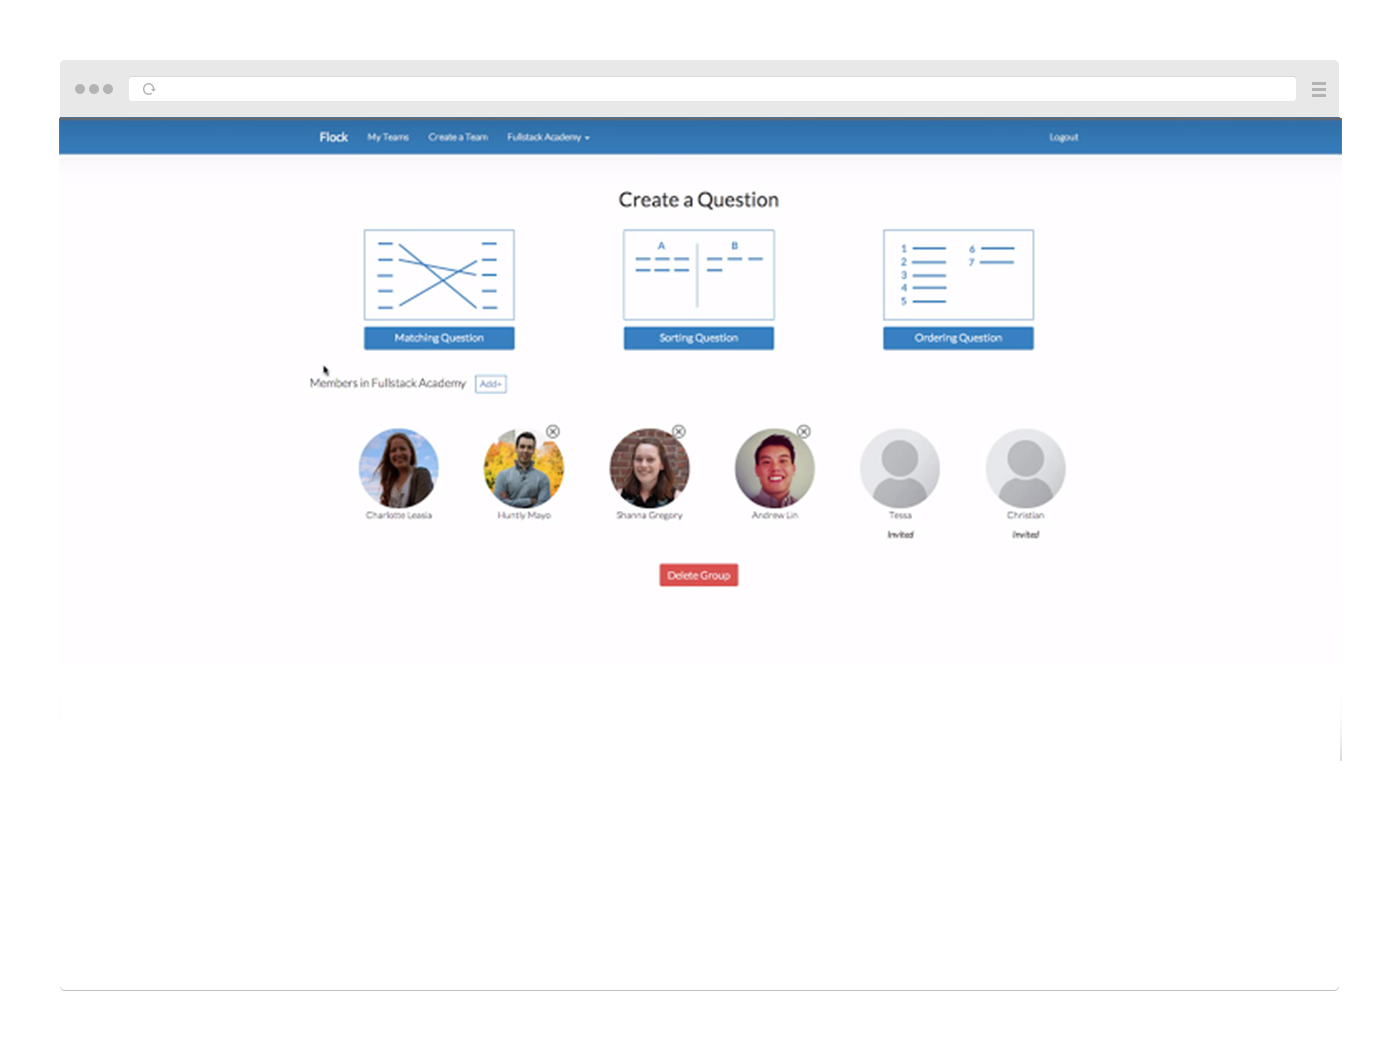 Flock My Teams Create a Team Fullstack Academy Logout
Create a Question
A B
1 6
2 7
3
4
5
Matching Question Sorting Question Ordering Question
Members in Fullstack Academy Add+
Charlotte Leasia Huntly Mayo Shanna Gregory Andrew Lin Tessa Christian
Invited Invited
Delete Group